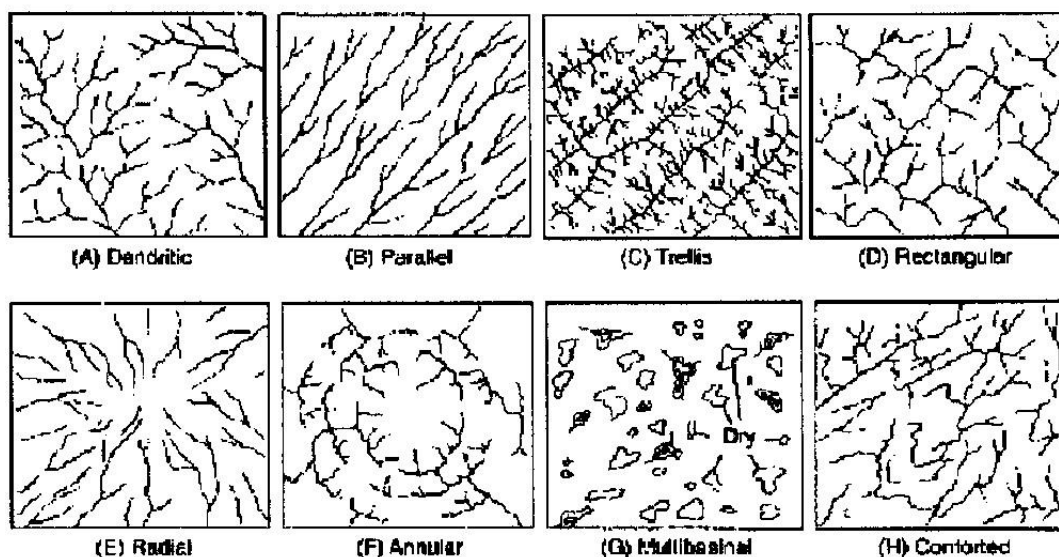 (A) Dendritic
(B) Parallel
(C) Trellis
(D) Rectangular
Dry
(E) Radial
(F) Annular
(G) Multibasinal
(H) Contorted